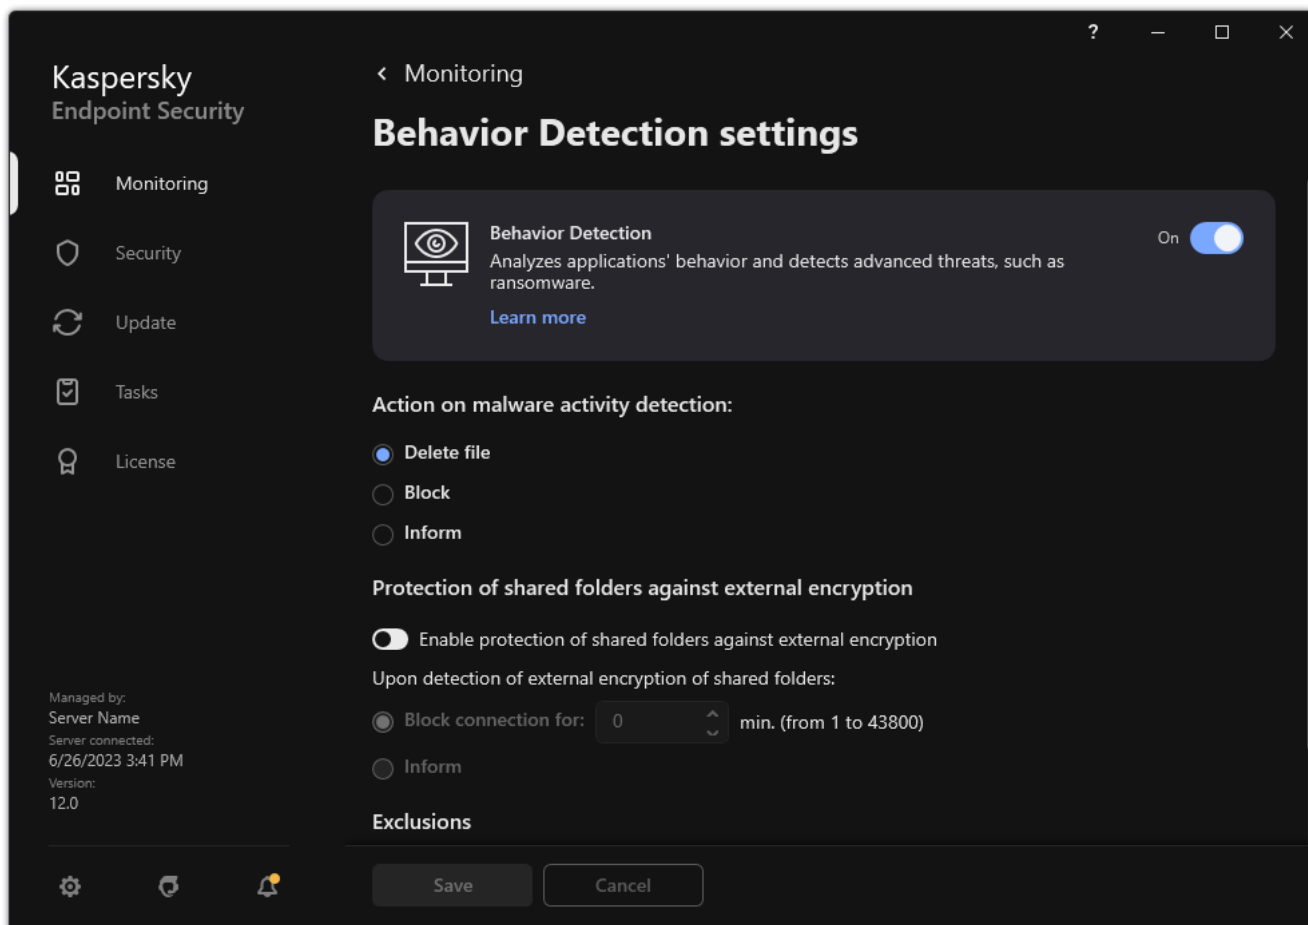 ?
Kaspersky
Endpoint Security
Monitoring
Security
Update
Tasks
License
Managed by:
Server Name
Server connected:
6/26/2023 3:41 PM
Version:
12.0
Monitoring
Behavior Detection settings
Behavior Detection
On
Analyzes applications' behavior and detects advanced threats, such as
ransomware.
Learn more
Action on malware activity detection:
Delete file
Block
Inform
Protection of shared folders against external encryption
Enable protection of shared folders against external encryption
Upon detection of external encryption of shared folders:
Block connection for: 0 min. (from 1 to 43800)
Inform
Exclusions
Save Cancel